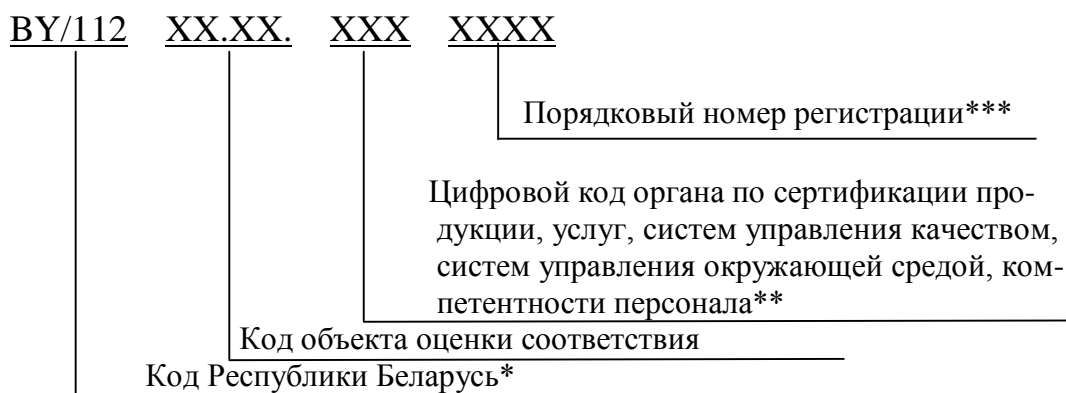 BY/112 XX.XX. XXX XXXX
Порядковый номер регистрации***
Цифровой код органа по сертификации про-
дукции, услуг, систем управления качеством,
систем управления окружающей средой, ком-
петентности персонала**
Код объекта оценки соответствия
Код Республики Беларусь*